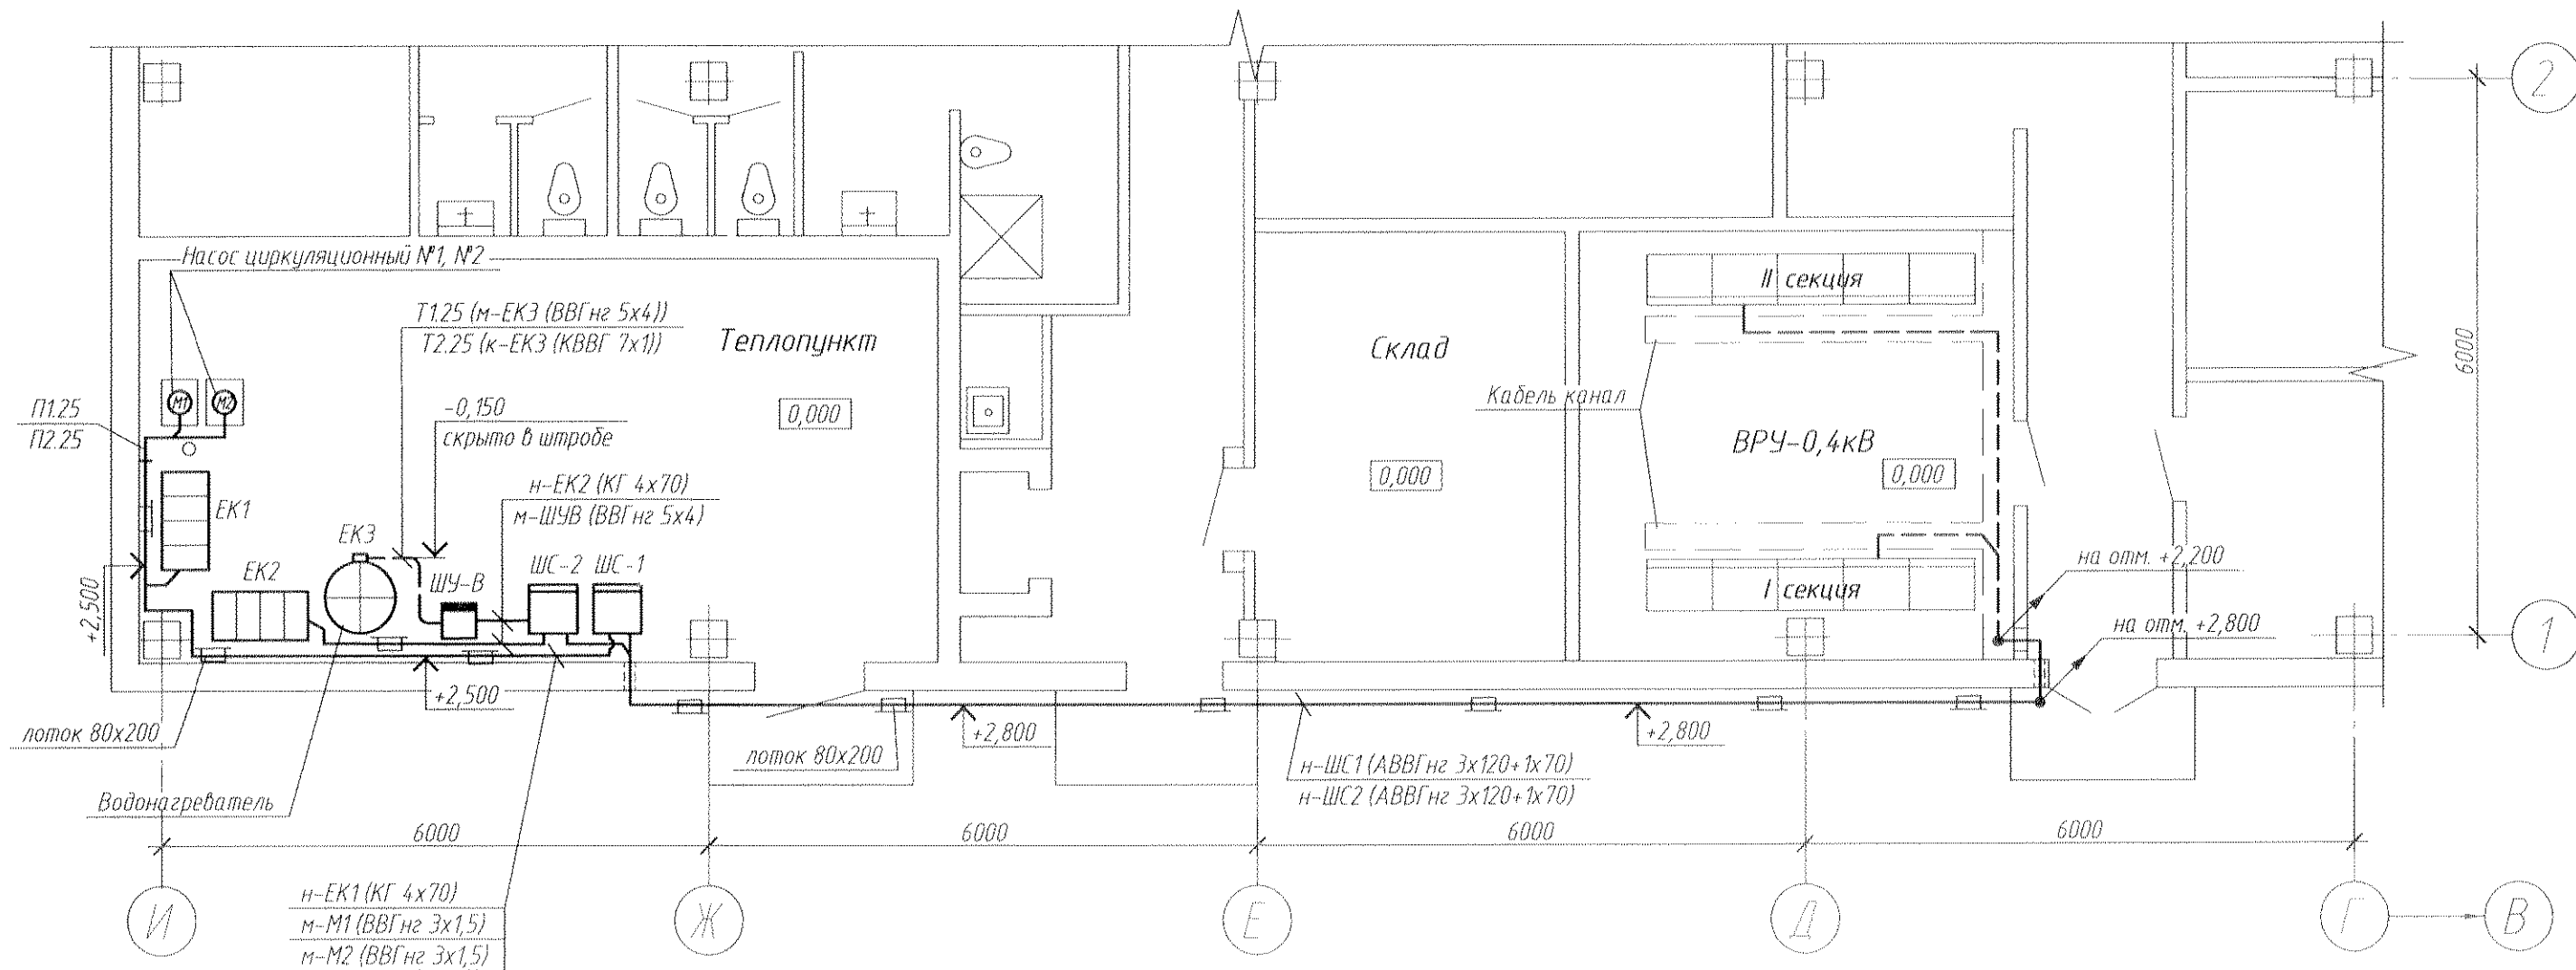 2
Насос циркуляционный №1, №2
II секция
Т1.25 (м-ЕК3 (ВВГнг 5х4))
Т2.25 (к-ЕК3 (КВВГ 7х1))
Теплопункт
Склад
6000
Кабель канал
М1
М2
П1.25
П2.25
-0,150
скрыто в штробе
0,000
ВРУ-0,4кВ
0,000
0,000
н-ЕК2 (КГ 4х70)
м-ШУВ (ВВГнг 5х4)
ЕК1
ЕК3
ЕК2
ШУ-В
ШС-2
ШС-1
на отм. +2,200
I секция
+2,500
на отм. +2,800
1
+2,500
лоток 80х200
+2,800
+2,800
лоток 80х200
н-ШС1 (АВВГнг 3х120+1х70)
н-ШС2 (АВВГнг 3х120+1х70)
Водонагреватель
6000
6000
6000
6000
н-ЕК1 (КГ 4х70)
м-М1 (ВВГнг 3х1,5)
м-М2 (ВВГнг 3х1,5)
И
Ж
Е
Д
Г
В